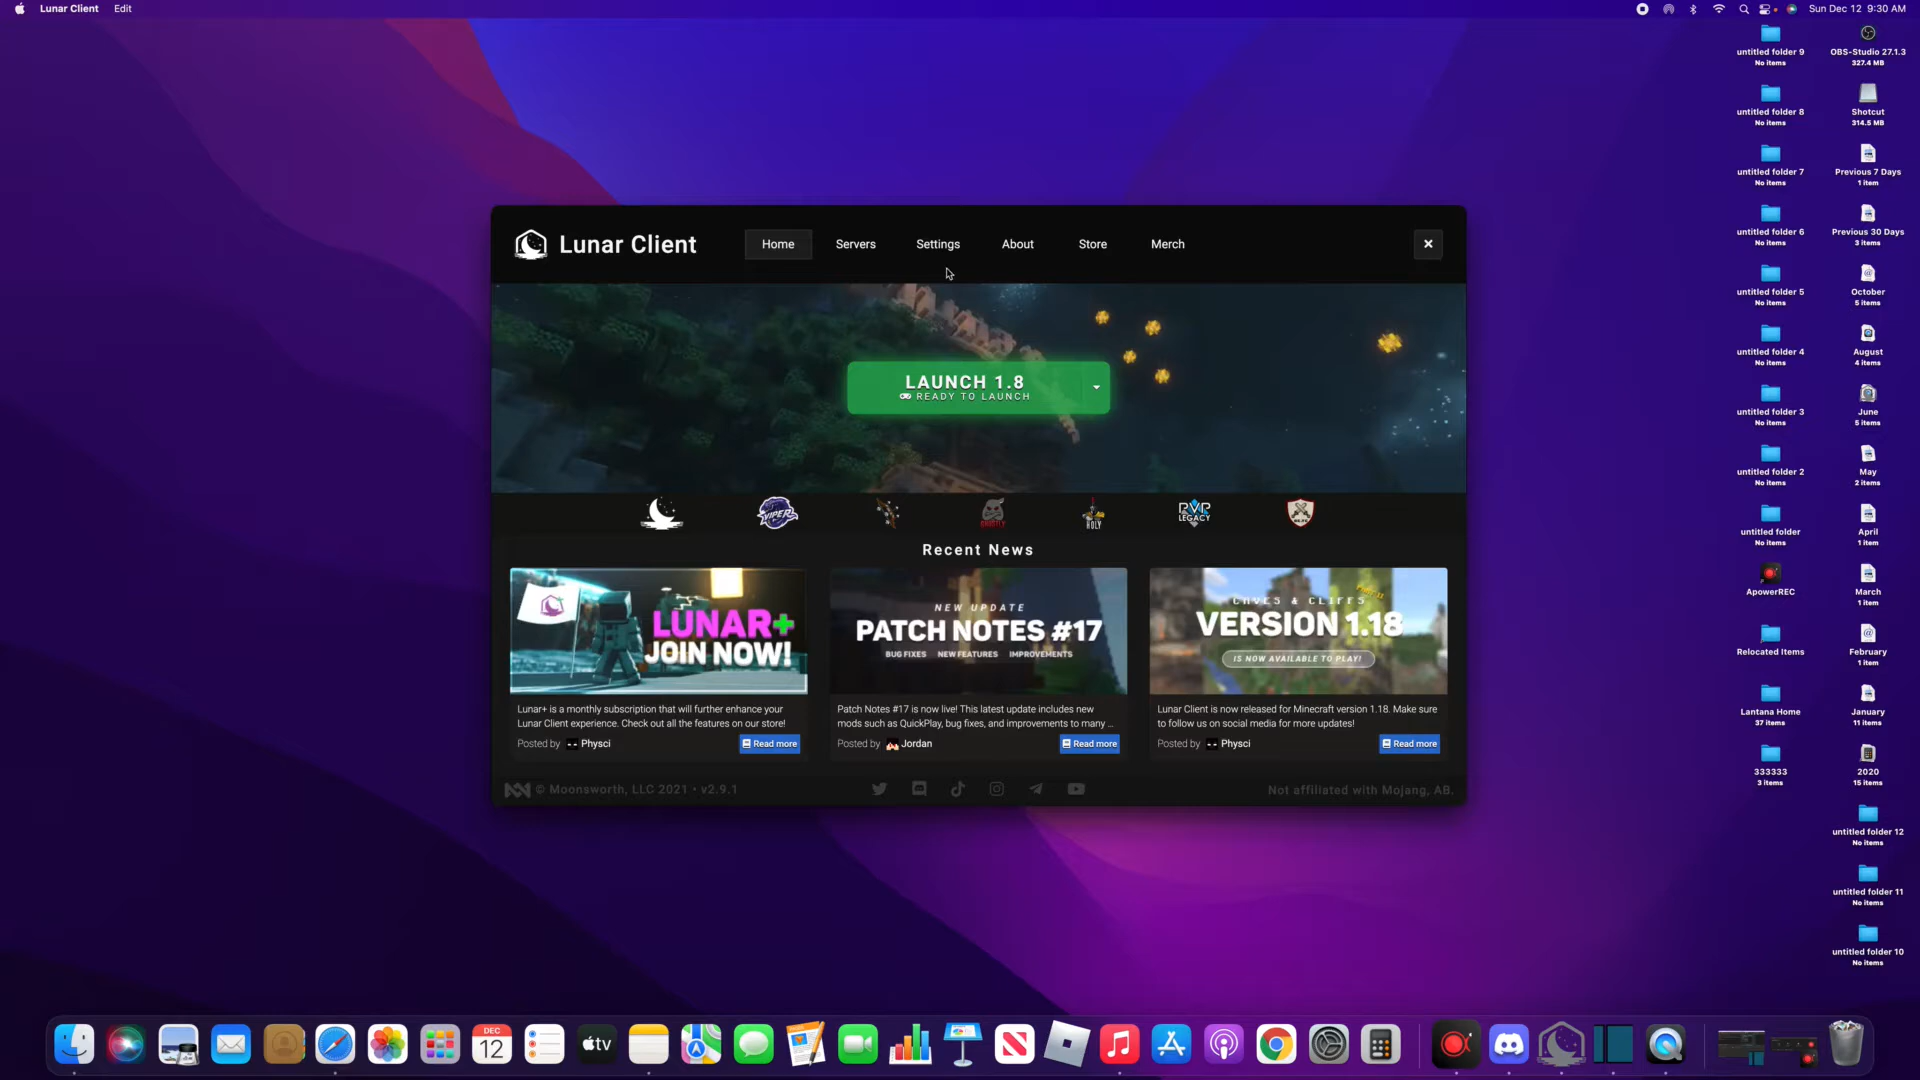 Lunar Client Edit
Sun Dec 12 9:30 AM
untitled folder 9
No items
OBS-Studio 27.1.3
327.4 MB
untitled folder 8
No items
Shotcut
314.5 MB
untitled folder 7
No items
Previous 7 Days
1 item
untitled folder 6
No items
Previous 30 Days
3 items
untitled folder 5
No items
October
5 items
untitled folder 4
No items
August
4 items
untitled folder 3
No items
June
5 items
untitled folder 2
No items
May
2 items
untitled folder
No items
April
1 item
ApowerREC
March
1 item
Relocated Items
February
1 item
Lantana Home
37 items
January
11 items
333333
3 items
2020
15 items
untitled folder 12
No items
untitled folder 11
No items
untitled folder 10
No items
Lunar Client
Home Servers Settings About Store Merch
LAUNCH 1.8
READY TO LAUNCH
VIPER
GHOSTLY
HOLY
PVP
LEGACY
Recent News
LUNAR+
JOIN NOW!
Lunar+ is a monthly subscription that will further enhance your
Lunar Client experience. Check out all the features on our store!
Posted by Physci
Read more
NEW UPDATE
PATCH NOTES #17
BUG FIXES NEW FEATURES IMPROVEMENTS
Patch Notes #17 is now live! This latest update includes new
mods such as QuickPlay, bug fixes, and improvements to many ...
Posted by Jordan
Read more
CAVES & CLIFFS
VERSION 1.18
IS NOW AVAILABLE TO PLAY!
Lunar Client is now released for Minecraft version 1.18. Make sure
to follow us on social media for more updates!
Posted by Physci
Read more
© Moonsworth, LLC 2021 • v2.9.1
Not affiliated with Mojang, AB.
DEC
12
tv